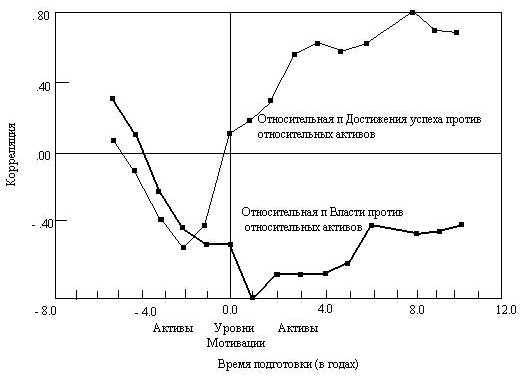 .80
.40
.00
- .40
Корреляция
Относительная п Достижения успеха против
относительных активов
Относительная п Власти против
относительных активов
- 8.0
- 4.0
0.0
4.0
8.0
12.0
Активы
Уровни
Активы
Мотивации
Время подготовки (в годах)